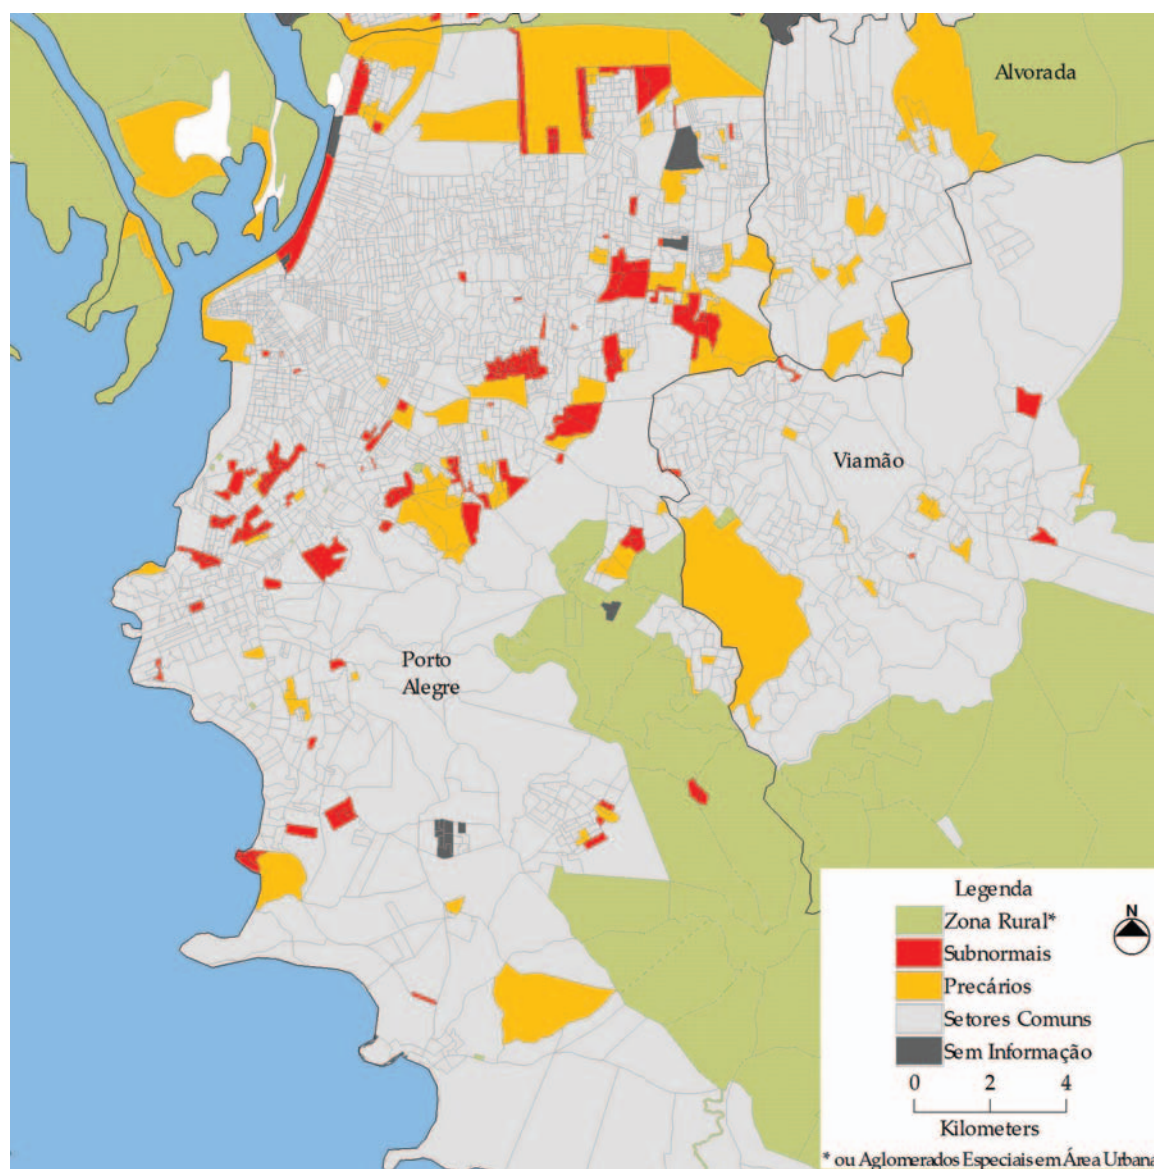 Alvorada
Viamão
Porto
Alegre
Legenda
N
Zona Rural*
Subnormais
Precários
Setores Comuns
Sem Informação
0 2 4
Kilometers
* ou Aglomerados Especiais em Área Urbana